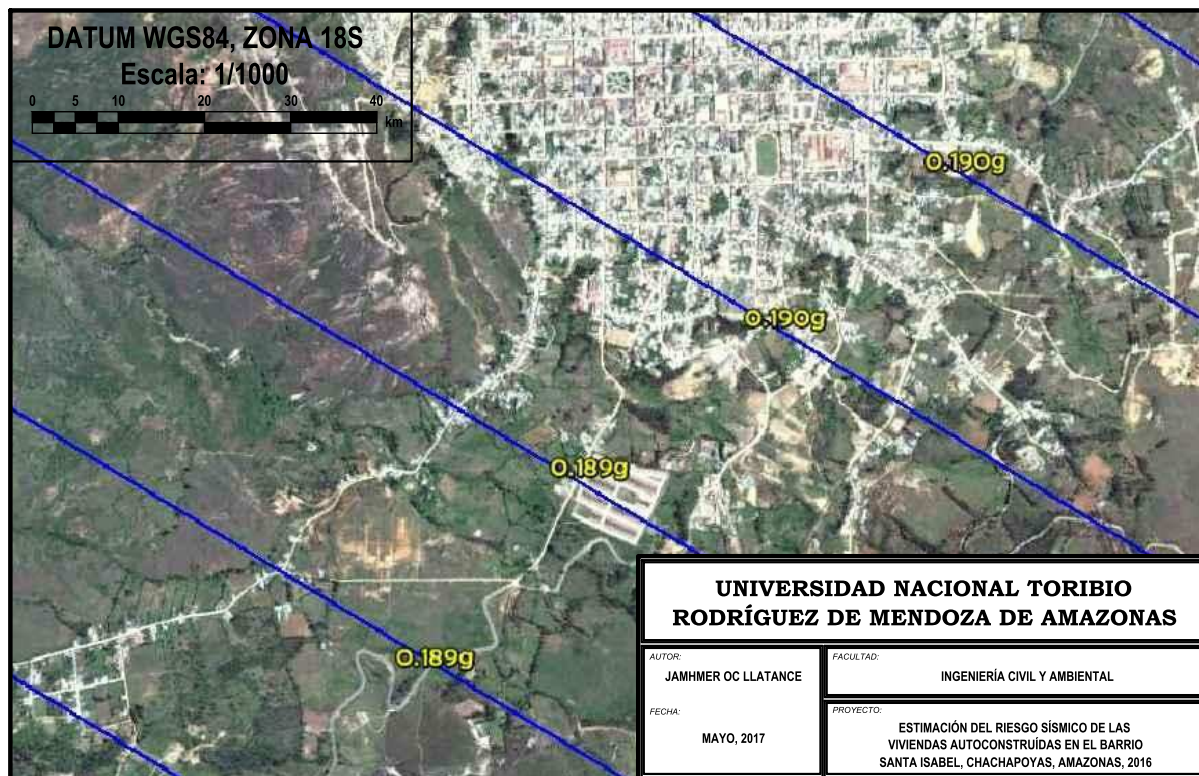 DATUM WGS84, ZONA 18S
Escala: 1/1000
0 5 10 20 30 40
km
0.190g
0.190g
0.189g
0.189g
UNIVERSIDAD NACIONAL TORIBIO
RODRÍGUEZ DE MENDOZA DE AMAZONAS
AUTOR:
JAMHMER OC LLATANCE
FECHA:
MAYO, 2017
FACULTAD:
INGENIERÍA CIVIL Y AMBIENTAL
PROYECTO:
ESTIMACIÓN DEL RIESGO SÍSMICO DE LAS
VIVIENDAS AUTOCONSTRUÍDAS EN EL BARRIO
SANTA ISABEL, CHACHAPOYAS, AMAZONAS, 2016